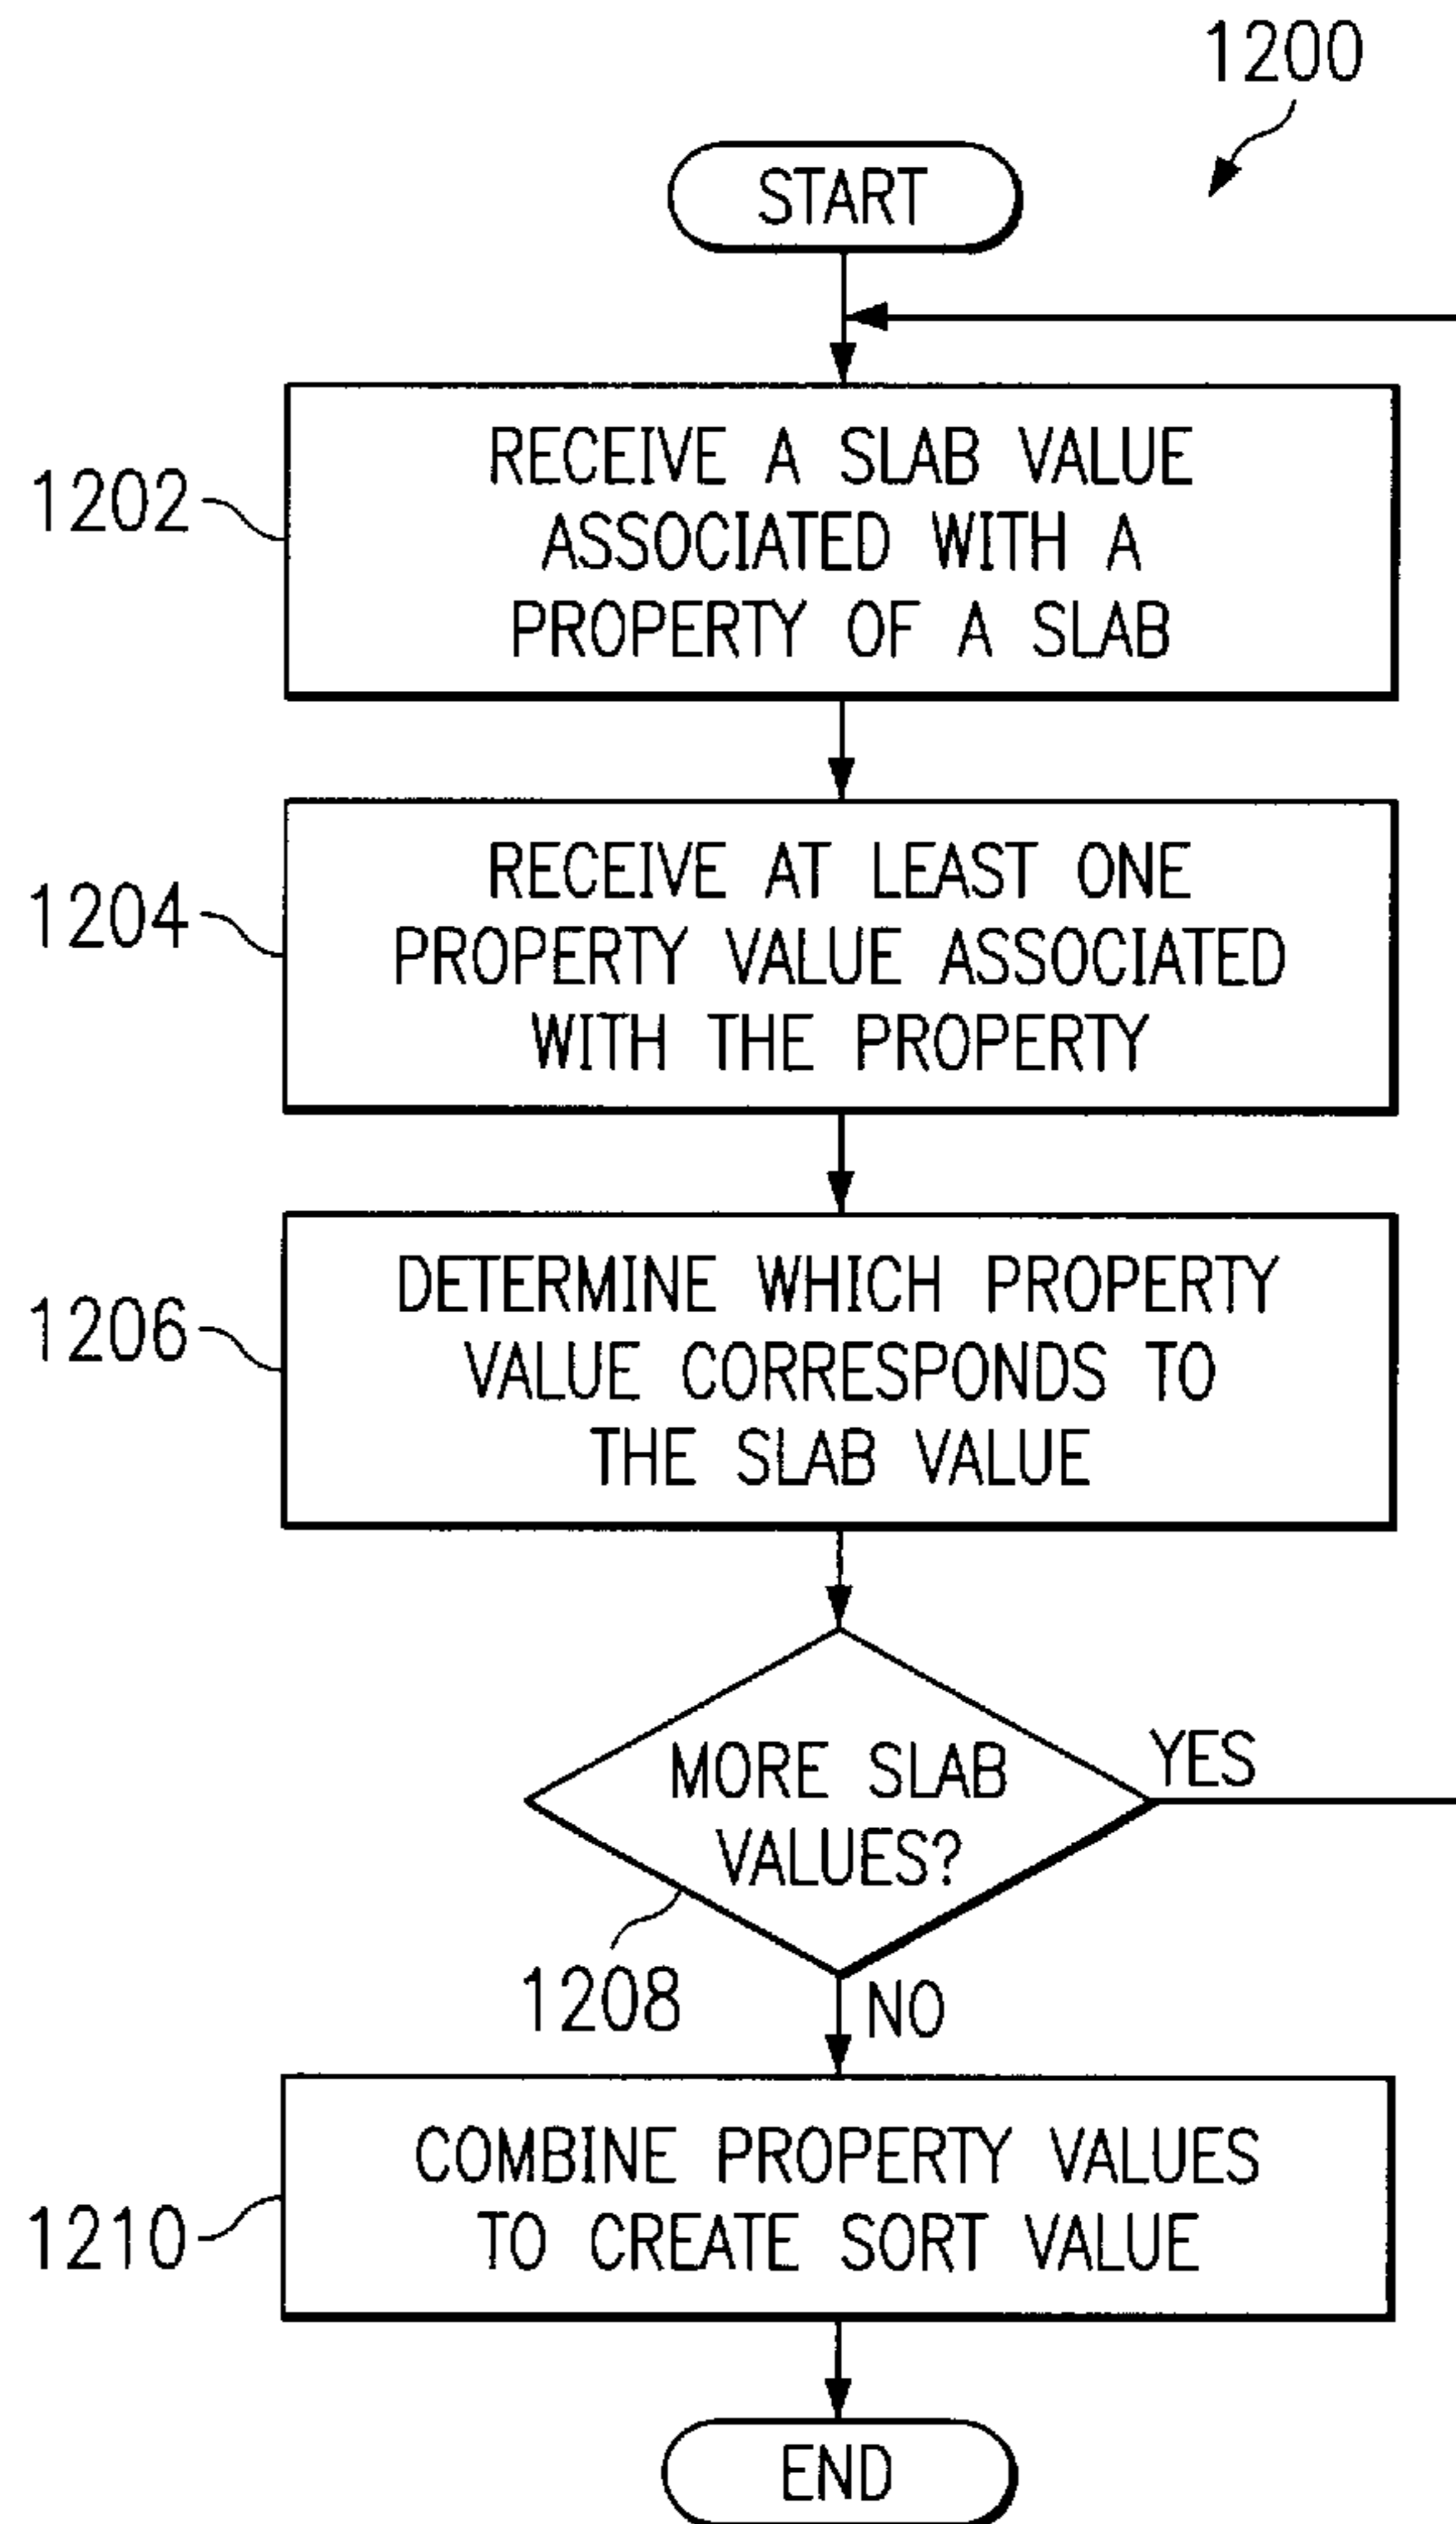 1200
START
1202
RECEIVE A SLAB VALUE
ASSOCIATED WITH A
PROPERTY OF A SLAB
1204
RECEIVE AT LEAST ONE
PROPERTY VALUE ASSOCIATED
WITH THE PROPERTY
1206
DETERMINE WHICH PROPERTY
VALUE CORRESPONDS TO
THE SLAB VALUE
MORE SLAB
VALUES?
YES
1208
NO
1210
COMBINE PROPERTY VALUES
TO CREATE SORT VALUE
END